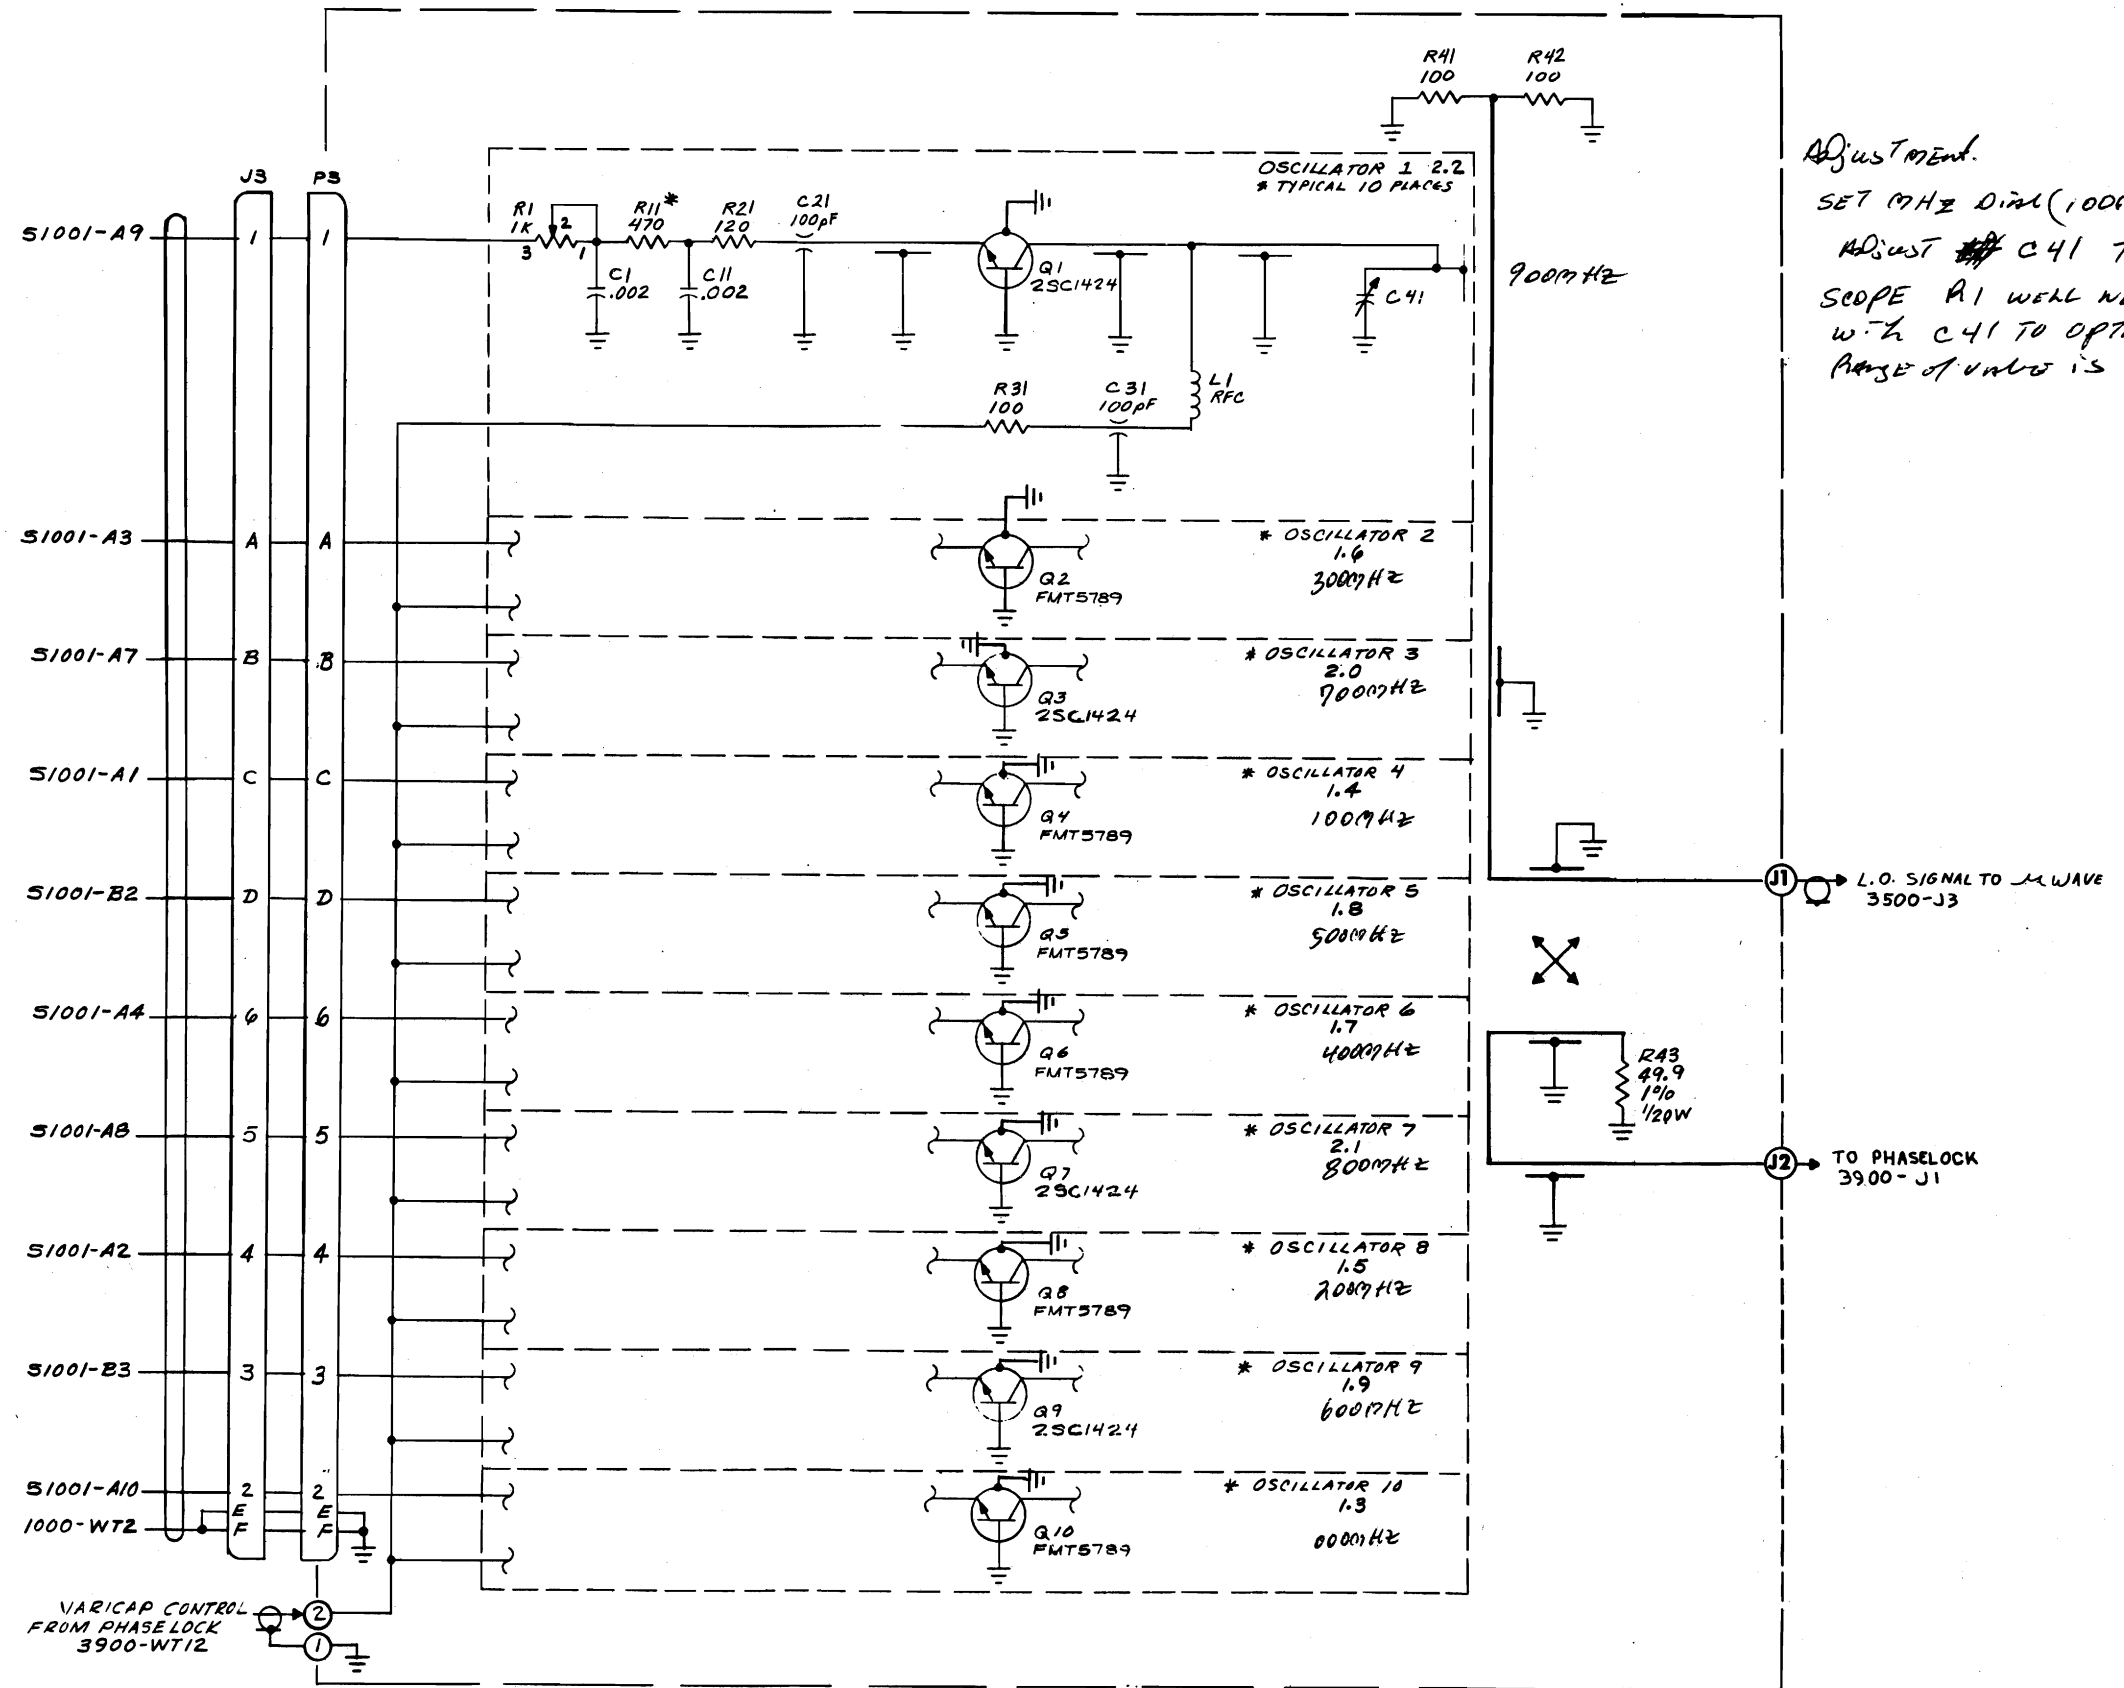 R41
100
R42
100
Adjustment.
SET MHz Dial (100
Adjust C41 T
SCOPE R1 WELL
with C41 TO OPT
Range of value is
J3
P3
OSCILLATOR 1 2.2
* TYPICAL 10 PLACES
S1001-A9
1
1
R1
1K
2
3
1
R11*
470
R21
120
C21
100pF
C1
.002
C11
.002
Q1
2SC1424
C41
900MHz
R31
100
C31
100pF
L1
RFC
S1001-A3
A
A
Q2
FMT5789
* OSCILLATOR 2
1.6
300MHz
S1001-A7
B
B
Q3
2SC1424
* OSCILLATOR 3
2.0
700MHz
S1001-A1
C
C
Q4
FMT5789
* OSCILLATOR 4
1.4
100MHz
S1001-B2
D
D
Q5
FMT5789
* OSCILLATOR 5
1.8
500MHz
J1
L.O. SIGNAL TO μWAVE
3500-J3
S1001-A4
6
6
Q6
FMT5789
* OSCILLATOR 6
1.7
400MHz
R43
49.9
1%
1/20W
S1001-A8
5
5
Q7
2SC1424
* OSCILLATOR 7
2.1
800MHz
J2
TO PHASELOCK
3900-J1
S1001-A2
4
4
Q8
FMT5789
* OSCILLATOR 8
1.5
200MHz
S1001-B3
3
3
Q9
2SC1424
* OSCILLATOR 9
1.9
600MHz
S1001-A10
2
2
E
E
1000-WT2
F
F
Q10
FMT5789
* OSCILLATOR 10
1.3
000MHz
VARICAP CONTROL
FROM PHASELOCK
3900-WT12
2
1